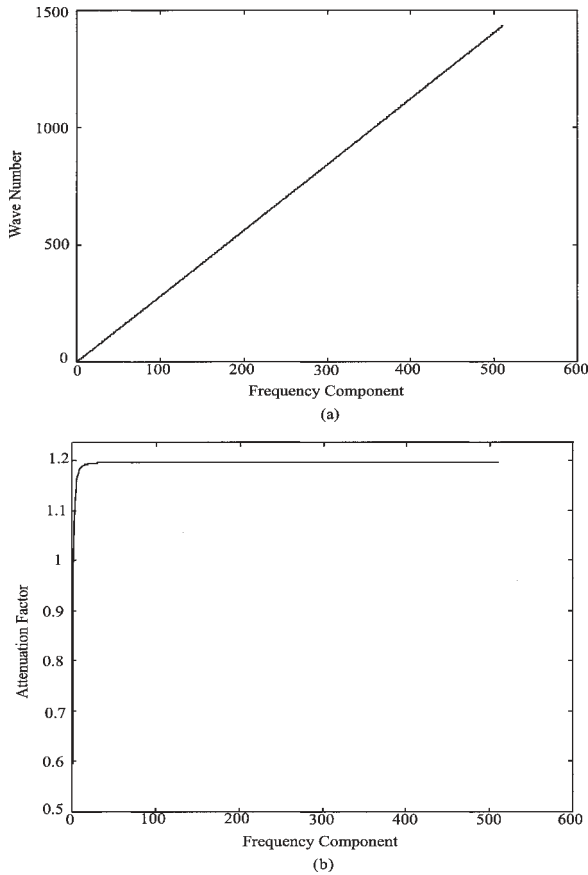 1500
1000
500
0
Wave Number
0 100 200 300 400 500 600
Frequency Component
(a)
1.2
1.1
1
0.9
0.8
0.7
0.6
0.5
Attenuation Factor
0 100 200 300 400 500 600
Frequency Component
(b)